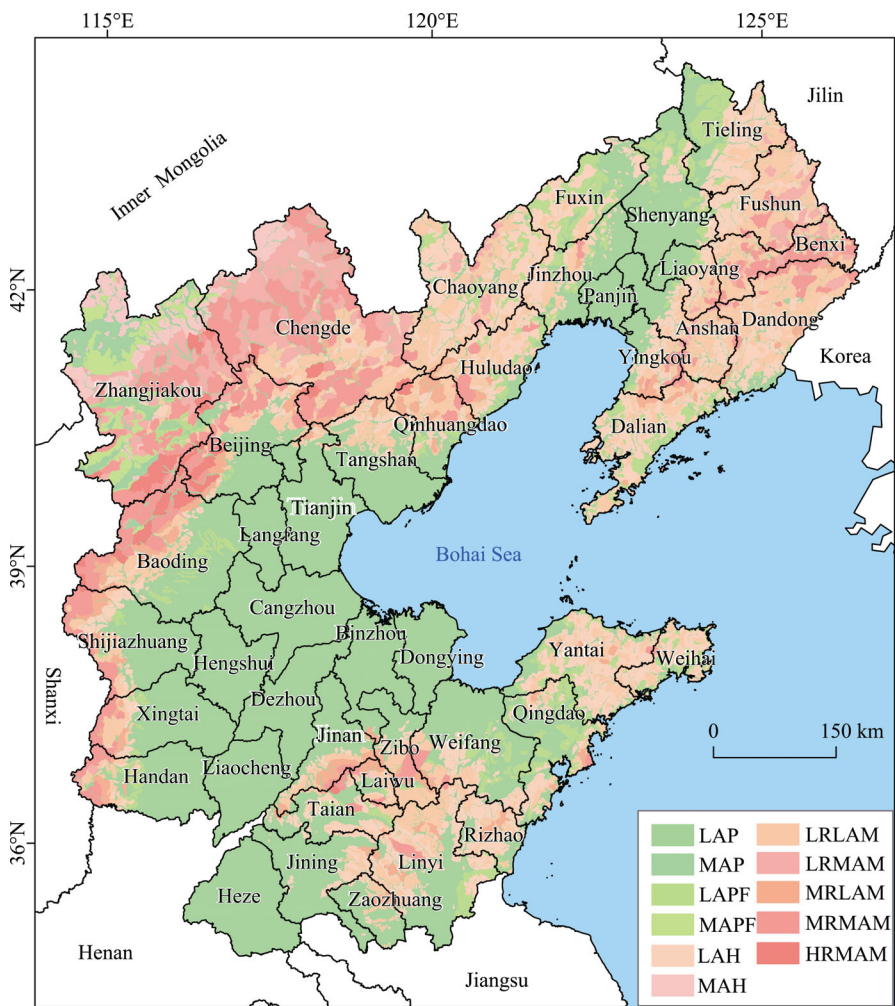 115°E
120°E
125°E
Jilin
Tieling
Inner Mongolia
Fuxin
Shenyang
Fushun
Benxi
42°N
Chaoyang
Jinzhou
Liaoyang
Panjin
Chengde
Anshan
Dandong
Huludao
Yingkou
Korea
Zhangjiakou
Qinhuangdao
Dalian
Beijing
Tangshan
Tianjin
Langfang
39°N
Baoding
Bohai Sea
Cangzhou
Binzhou
Shijiazhuang
Dongying
Yantai
Weihai
Hengshui
Shanxi
Dezhou
Qingdao
Xingtai
0 150 km
Jinan
Zibo
Weifang
Handan
Liaocheng
Laiwu
Taian
36°N
Rizhao
Jining
Linyi
Heze
Zaozhuang
Henan
Jiangsu
LAP
MAP
LAPF
MAPF
LAH
MAH
LRLAM
LRMAM
MRLAM
MRMAM
HRMAM